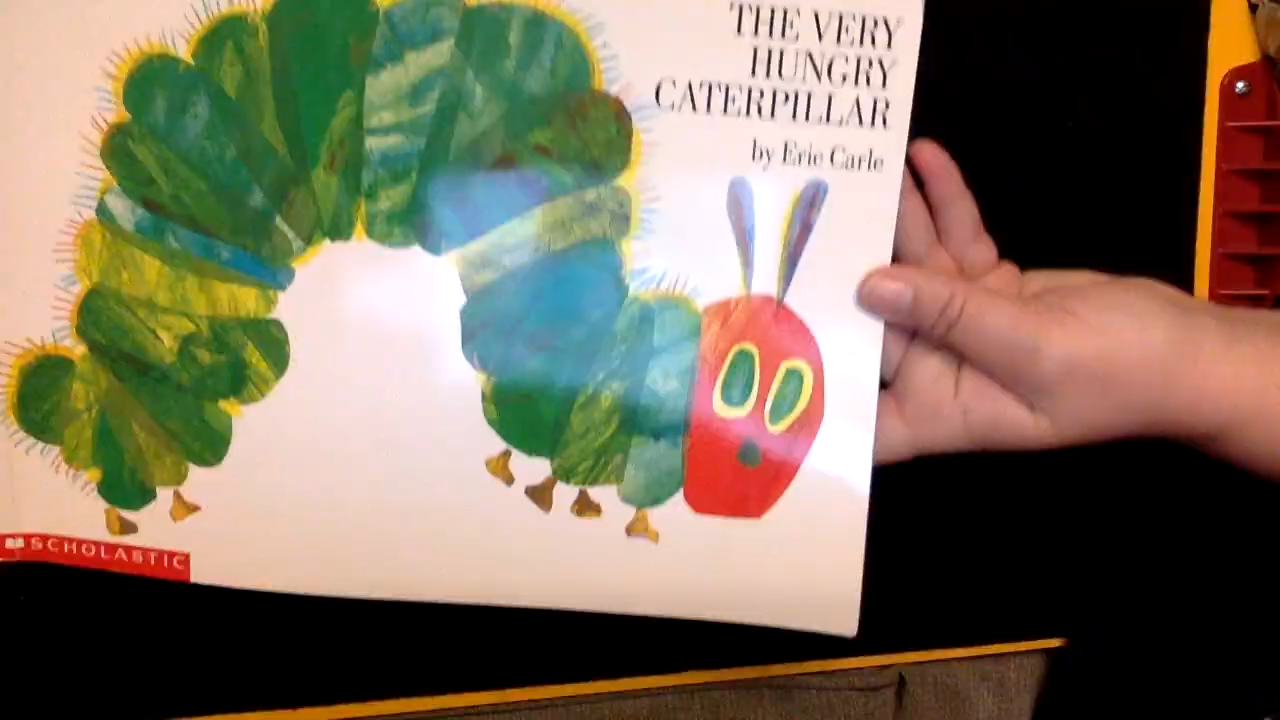 THE VERY
HUNGRY
CATERPILLAR
by Eric Carle
SCHOLASTIC